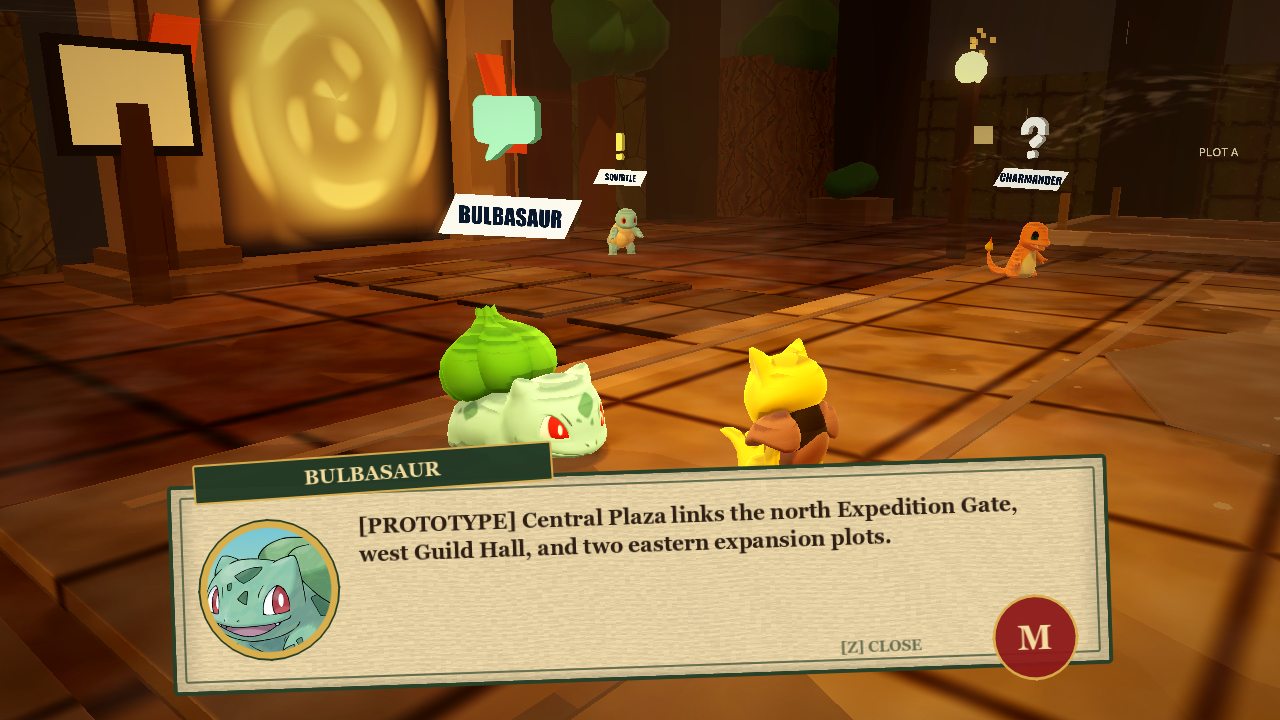 !
?
SQUIRTLE
CHARMANDER
PLOT A
BULBASAUR
BULBASAUR
[PROTOTYPE] Central Plaza links the north Expedition Gate,
west Guild Hall, and two eastern expansion plots.
[Z] CLOSE
M